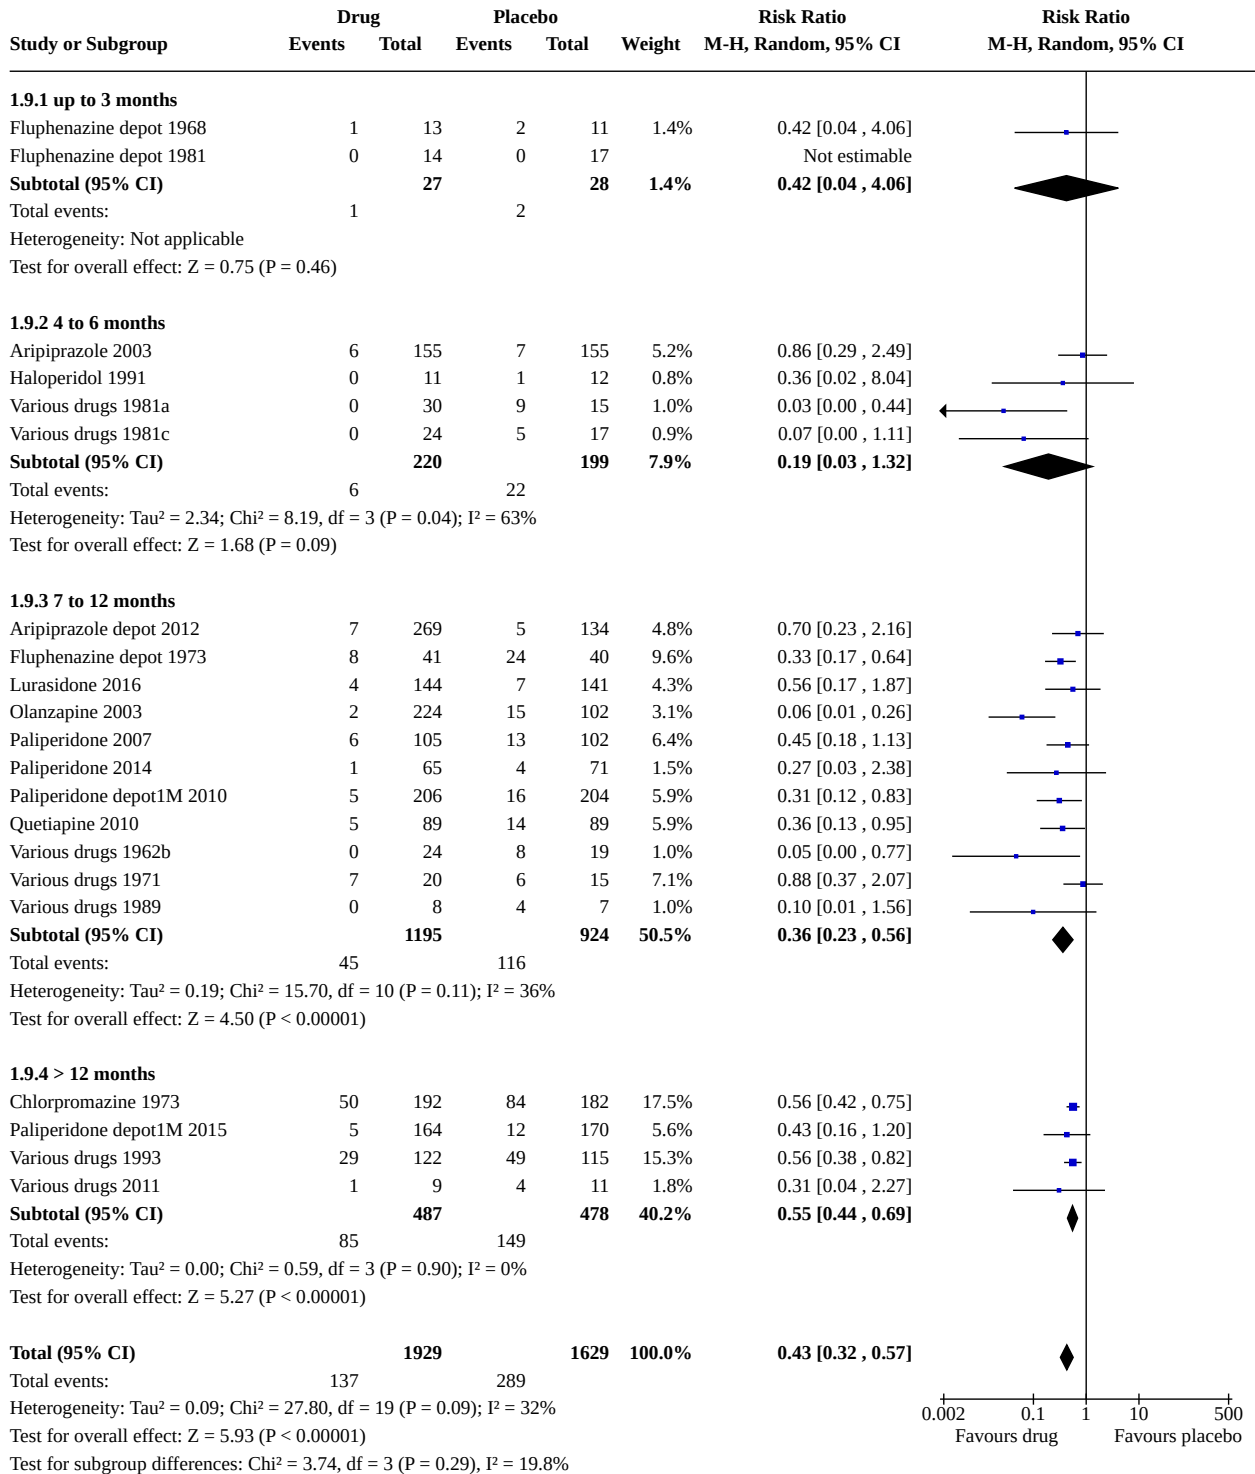 Drug Placebo Risk Ratio Risk Ratio
Study or Subgroup Events Total Events Total Weight M-H, Random, 95% CI M-H, Random, 95% CI
1.9.1 up to 3 months
Fluphenazine depot 1968 1 13 2 11 1.4% 0.42 [0.04 , 4.06]
Fluphenazine depot 1981 0 14 0 17 Not estimable
Subtotal (95% CI) 27 28 1.4% 0.42 [0.04 , 4.06]
Total events: 1 2
Heterogeneity: Not applicable
Test for overall effect: Z = 0.75 (P = 0.46)
1.9.2 4 to 6 months
Aripiprazole 2003 6 155 7 155 5.2% 0.86 [0.29 , 2.49]
Haloperidol 1991 0 11 1 12 0.8% 0.36 [0.02 , 8.04]
Various drugs 1981a 0 30 9 15 1.0% 0.03 [0.00 , 0.44]
Various drugs 1981c 0 24 5 17 0.9% 0.07 [0.00 , 1.11]
Subtotal (95% CI) 220 199 7.9% 0.19 [0.03 , 1.32]
Total events: 6 22
Heterogeneity: Tau² = 2.34; Chi² = 8.19, df = 3 (P = 0.04); I² = 63%
Test for overall effect: Z = 1.68 (P = 0.09)
1.9.3 7 to 12 months
Aripiprazole depot 2012 7 269 5 134 4.8% 0.70 [0.23 , 2.16]
Fluphenazine depot 1973 8 41 24 40 9.6% 0.33 [0.17 , 0.64]
Lurasidone 2016 4 144 7 141 4.3% 0.56 [0.17 , 1.87]
Olanzapine 2003 2 224 15 102 3.1% 0.06 [0.01 , 0.26]
Paliperidone 2007 6 105 13 102 6.4% 0.45 [0.18 , 1.13]
Paliperidone 2014 1 65 4 71 1.5% 0.27 [0.03 , 2.38]
Paliperidone depot1M 2010 5 206 16 204 5.9% 0.31 [0.12 , 0.83]
Quetiapine 2010 5 89 14 89 5.9% 0.36 [0.13 , 0.95]
Various drugs 1962b 0 24 8 19 1.0% 0.05 [0.00 , 0.77]
Various drugs 1971 7 20 6 15 7.1% 0.88 [0.37 , 2.07]
Various drugs 1989 0 8 4 7 1.0% 0.10 [0.01 , 1.56]
Subtotal (95% CI) 1195 924 50.5% 0.36 [0.23 , 0.56]
Total events: 45 116
Heterogeneity: Tau² = 0.19; Chi² = 15.70, df = 10 (P = 0.11); I² = 36%
Test for overall effect: Z = 4.50 (P < 0.00001)
1.9.4 > 12 months
Chlorpromazine 1973 50 192 84 182 17.5% 0.56 [0.42 , 0.75]
Paliperidone depot1M 2015 5 164 12 170 5.6% 0.43 [0.16 , 1.20]
Various drugs 1993 29 122 49 115 15.3% 0.56 [0.38 , 0.82]
Various drugs 2011 1 9 4 11 1.8% 0.31 [0.04 , 2.27]
Subtotal (95% CI) 487 478 40.2% 0.55 [0.44 , 0.69]
Total events: 85 149
Heterogeneity: Tau² = 0.00; Chi² = 0.59, df = 3 (P = 0.90); I² = 0%
Test for overall effect: Z = 5.27 (P < 0.00001)
Total (95% CI) 1929 1629 100.0% 0.43 [0.32 , 0.57]
Total events: 137 289
Heterogeneity: Tau² = 0.09; Chi² = 27.80, df = 19 (P = 0.09); I² = 32% 0.002 0.1 1 10 500
Test for overall effect: Z = 5.93 (P < 0.00001) Favours drug Favours placebo
Test for subgroup differences: Chi² = 3.74, df = 3 (P = 0.29), I² = 19.8%